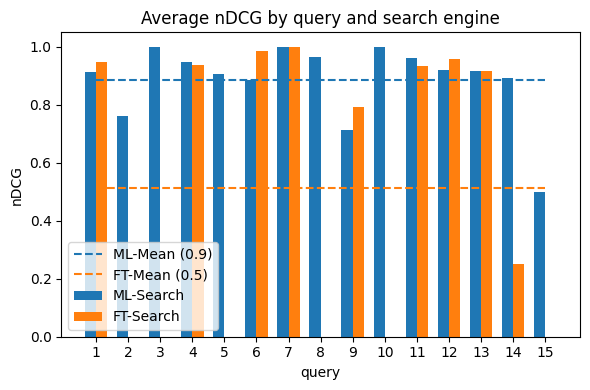 Average nDCG by query and search engine
nDCG
1.0
0.8
0.6
0.4
0.2
0.0
ML-Mean (0.9)
FT-Mean (0.5)
ML-Search
FT-Search
1 2 3 4 5 6 7 8 9 10 11 12 13 14 15
query